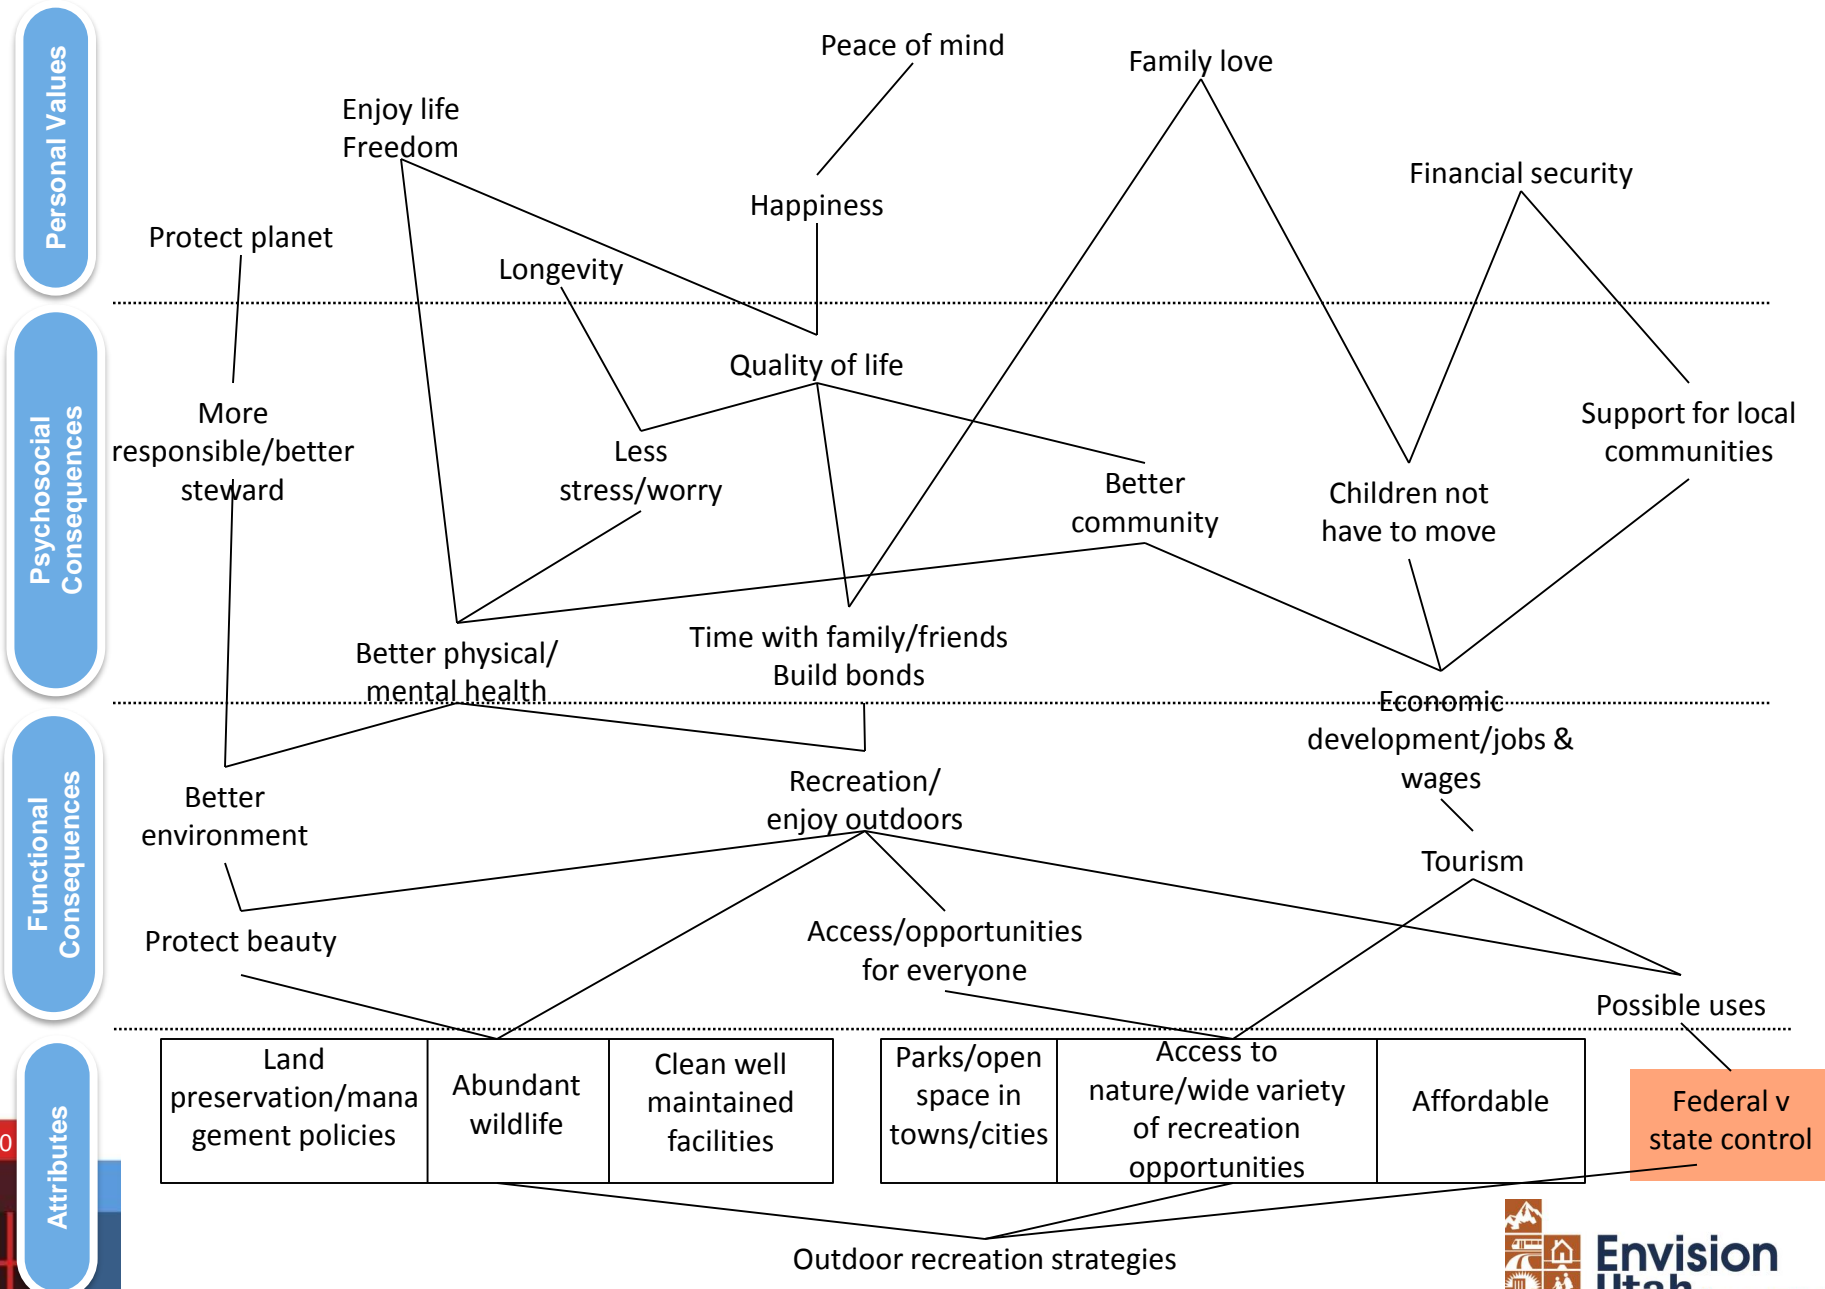 Personal Values
Peace of mind
Family love
Enjoy life
Freedom
Financial security
Happiness
Protect planet
Longevity
Psychosocial
Consequences
Quality of life
More
responsible/better
steward
Support for local
communities
Less
stress/worry
Better
community
Children not
have to move
Time with family/friends
Build bonds
Better physical/
mental health
Functional
Consequences
Economic
development/jobs &
wages
Recreation/
enjoy outdoors
Better
environment
Tourism
Protect beauty
Access/opportunities
for everyone
Possible uses
Attributes
Land
preservation/mana
gement policies
Abundant
wildlife
Clean well
maintained
facilities
Parks/open
space in
towns/cities
Access to
nature/wide variety
of recreation
opportunities
Affordable
Federal v
state control
0
Outdoor recreation strategies
Envision
Utah